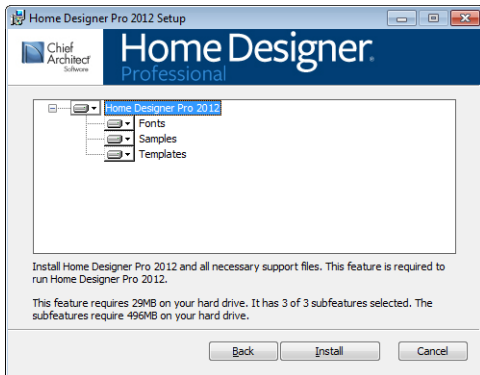 Home Designer Pro 2012 Setup
Chief
Architect
Software
Home Designer.
Professional
Home Designer Pro 2012
Fonts
Samples
Templates
Install Home Designer Pro 2012 and all necessary support files. This feature is required to
run Home Designer Pro 2012.
This feature requires 29MB on your hard drive. It has 3 of 3 subfeatures selected. The
subfeatures require 496MB on your hard drive.
Back Install Cancel